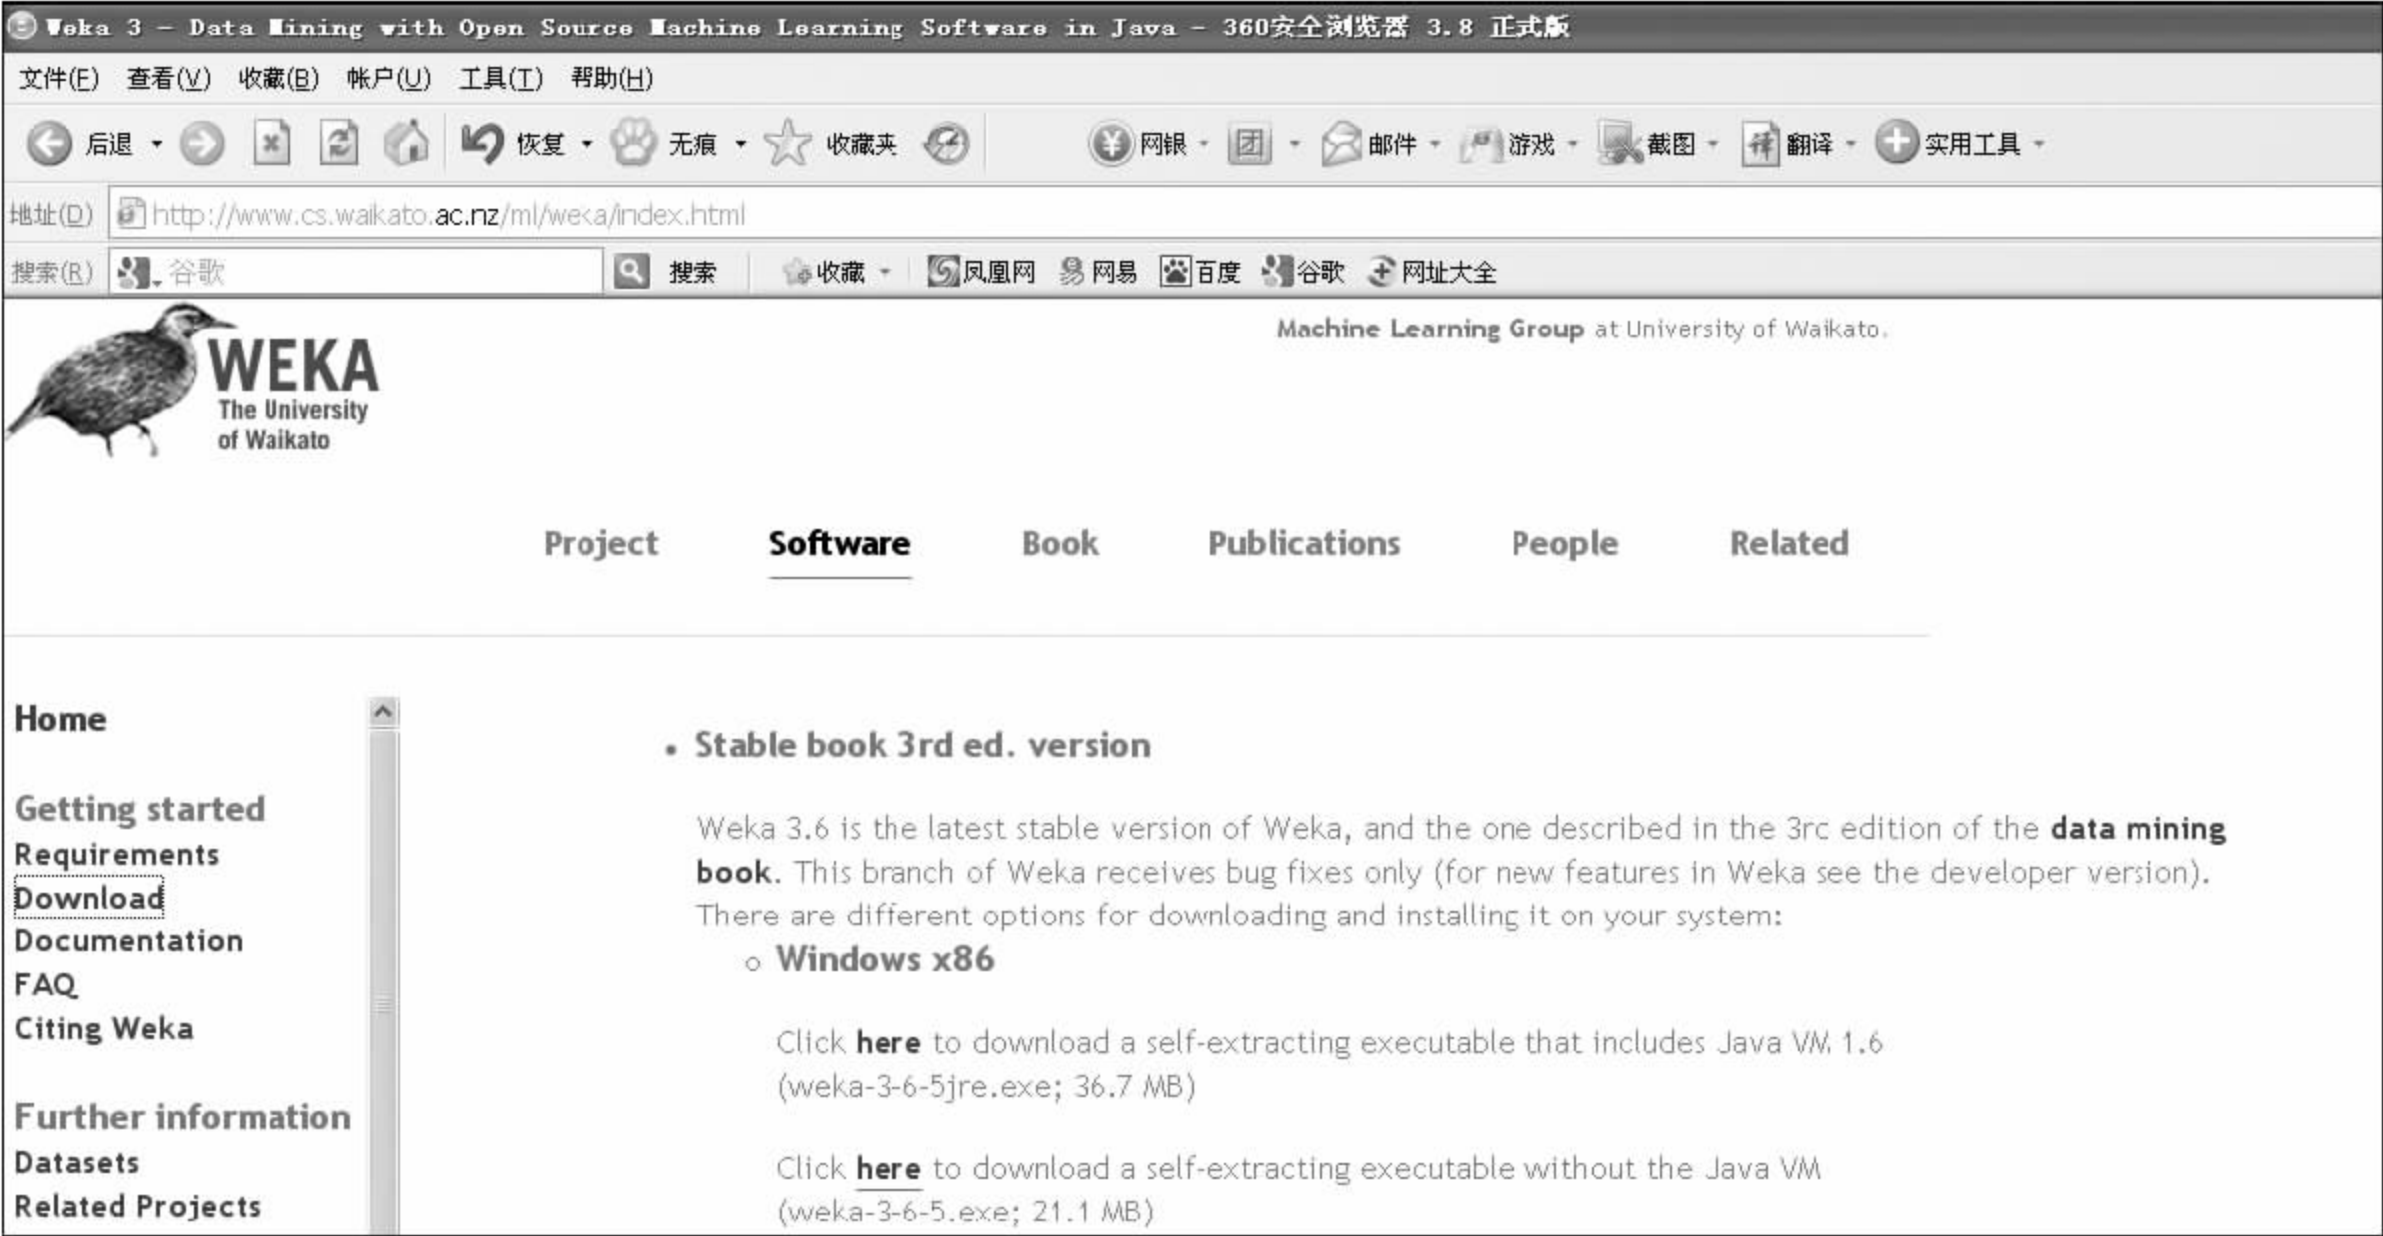 Weka 3 - Data Mining with Open Source Machine Learning Software in Java - 360安全浏览器 3.8 正式版
文件(F) 查看(V) 收藏(B) 帐户(U) 工具(T) 帮助(H)
后退 恢复 无痕 收藏夹 网银 团 邮件 游戏 截图 译 翻译 实用工具
地址(D) http://www.cs.waikato.ac.nz/ml/weka/index.html
搜索(R) 谷歌 搜索 收藏 凤凰网 网易 百度 谷歌 网址大全
Machine Learning Group at University of Waikato.
WEKA
The University
of Waikato
Project Software Book Publications People Related
Home
Getting started
Requirements
Download
Documentation
FAQ
Citing Weka
Further information
Datasets
Related Projects
• Stable book 3rd ed. version
Weka 3.6 is the latest stable version of Weka, and the one described in the 3rd edition of the data mining
book. This branch of Weka receives bug fixes only (for new features in Weka see the developer version).
There are different options for downloading and installing it on your system:
○ Windows x86
Click here to download a self-extracting executable that includes Java VM 1.6
(weka-3-6-5jre.exe; 36.7 MB)
Click here to download a self-extracting executable without the Java VM
(weka-3-6-5.exe; 21.1 MB)